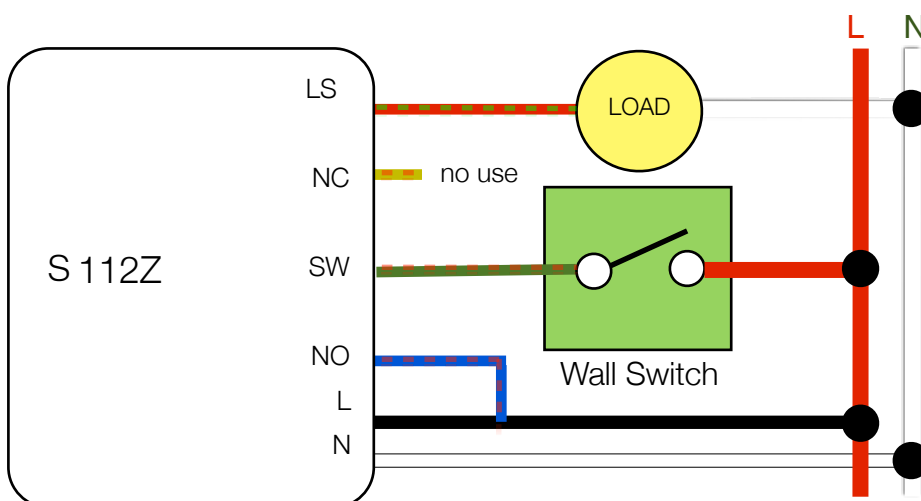 L N
LS
LOAD
NC no use
SW
S 112Z
NO
Wall Switch
L
N